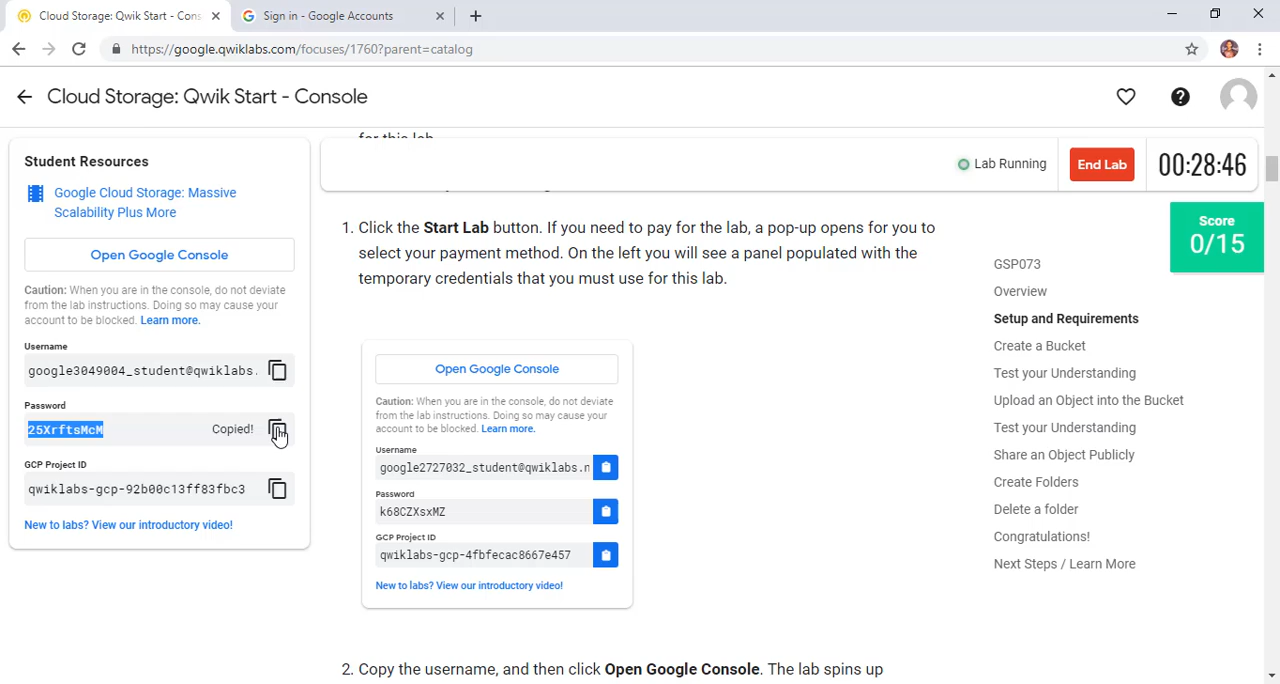 Cloud Storage: Qwik Start - Cons
Sign in - Google Accounts
https://google.qwiklabs.com/focuses/1760?parent=catalog
Cloud Storage: Qwik Start - Console
for this lab
Student Resources
Google Cloud Storage: Massive
Scalability Plus More
Open Google Console
Caution: When you are in the console, do not deviate
from the lab instructions. Doing so may cause your
account to be blocked. Learn more.
Username
google3049004_student@qwiklabs.
Password
25XrftsMcM
Copied!
GCP Project ID
qwiklabs-gcp-92b00c13ff83fbc3
New to labs? View our introductory video!
Lab Running
End Lab
00:28:46
Score
0/15
1. Click the Start Lab button. If you need to pay for the lab, a pop-up opens for you to
select your payment method. On the left you will see a panel populated with the
temporary credentials that you must use for this lab.
Open Google Console
Caution: When you are in the console, do not deviate
from the lab instructions. Doing so may cause your
account to be blocked. Learn more.
Username
google2727032_student@qwiklabs.n
Password
k68CZXsxMZ
GCP Project ID
qwiklabs-gcp-4fbfecac8667e457
New to labs? View our introductory video!
2. Copy the username, and then click Open Google Console. The lab spins up
GSP073
Overview
Setup and Requirements
Create a Bucket
Test your Understanding
Upload an Object into the Bucket
Test your Understanding
Share an Object Publicly
Create Folders
Delete a folder
Congratulations!
Next Steps / Learn More